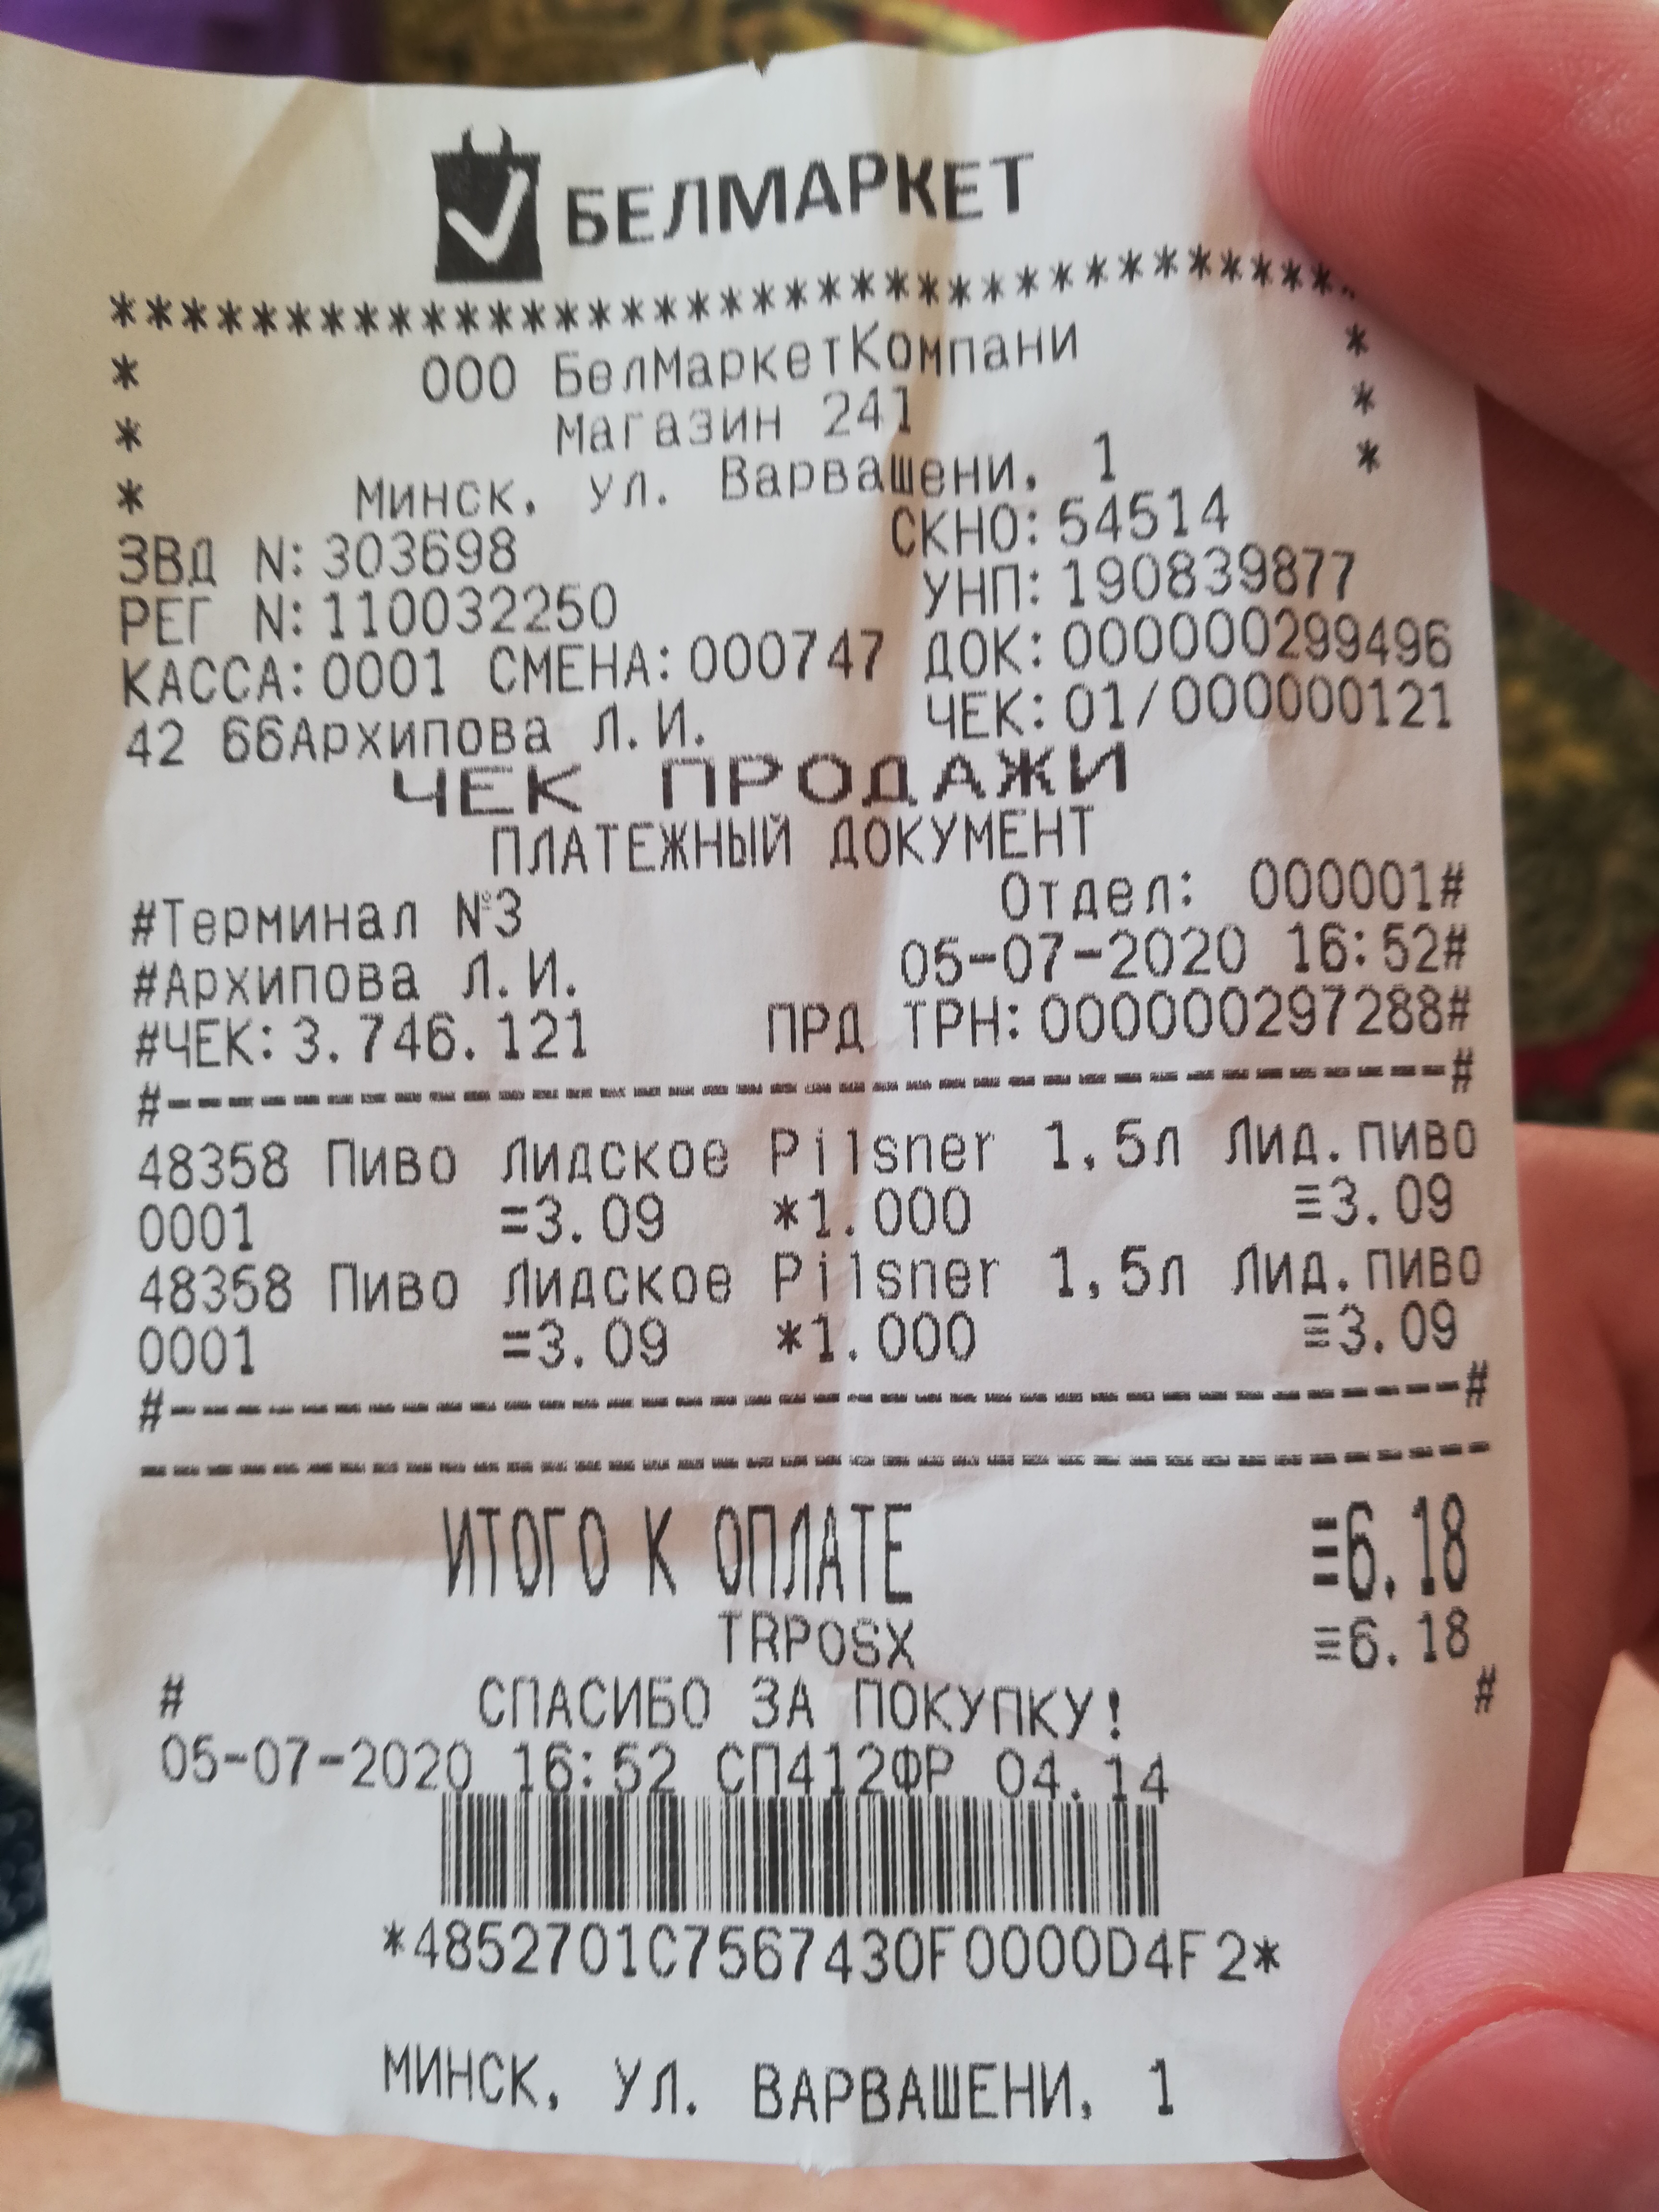 БЕЛМАРКЕТ
**************************************
* ООО БелМаркетКомпани *
* Магазин 241 *
* Минск, ул. Варвашени, 1 *
ЗВД N:303698 СКНО:54514
РЕГ N:110032250 УНП:190839877
КАССА:0001 СМЕНА:000747 ДОК:000000299496
42 66Архипова Л.И. ЧЕК:01/000000121
ЧЕК ПРОДАЖИ
ПЛАТЕЖНЫЙ ДОКУМЕНТ
#Терминал №3 Отдел: 000001#
#Архипова Л.И. 05-07-2020 16:52#
#ЧЕК:3.746.121 ПРД ТРН:000000297288#
#--------------------------------------#
48358 Пиво Лидское Pilsner 1,5л Лид.пиво
0001 =3.09 *1.000 ≡3.09
48358 Пиво Лидское Pilsner 1,5л Лид.пиво
0001 =3.09 *1.000 ≡3.09
#--------------------------------------#
----------------------------------------
ИТОГО К ОПЛАТЕ ≡6.18
TRPOSX ≡6.18
# СПАСИБО ЗА ПОКУПКУ! #
05-07-2020 16:52 СП412ФР 04.14
*4852701C7567430F0000D4F2*
МИНСК, УЛ. ВАРВАШЕНИ, 1